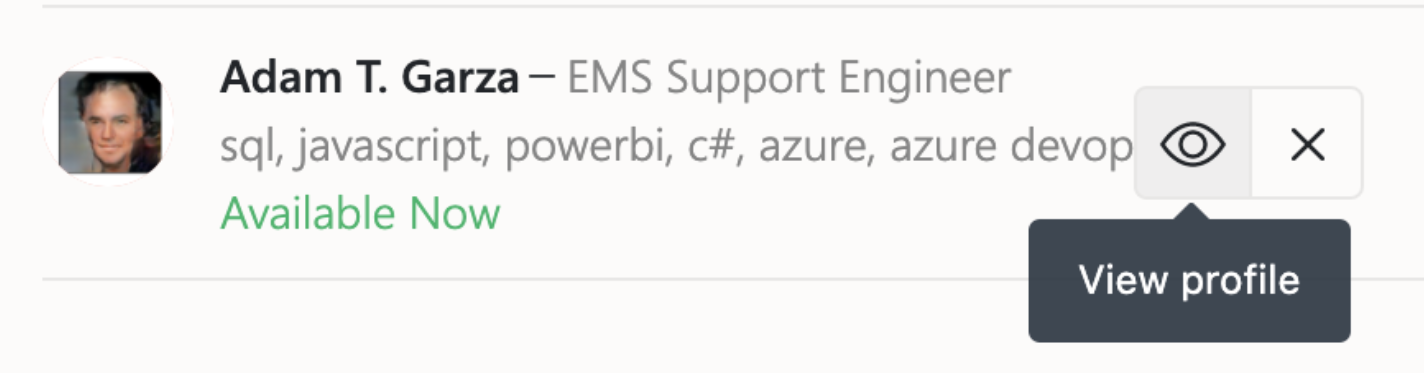 Adam T. Garza – EMS Support Engineer
sql, javascript, powerbi, c#, azure, azure devop
Available Now
View profile